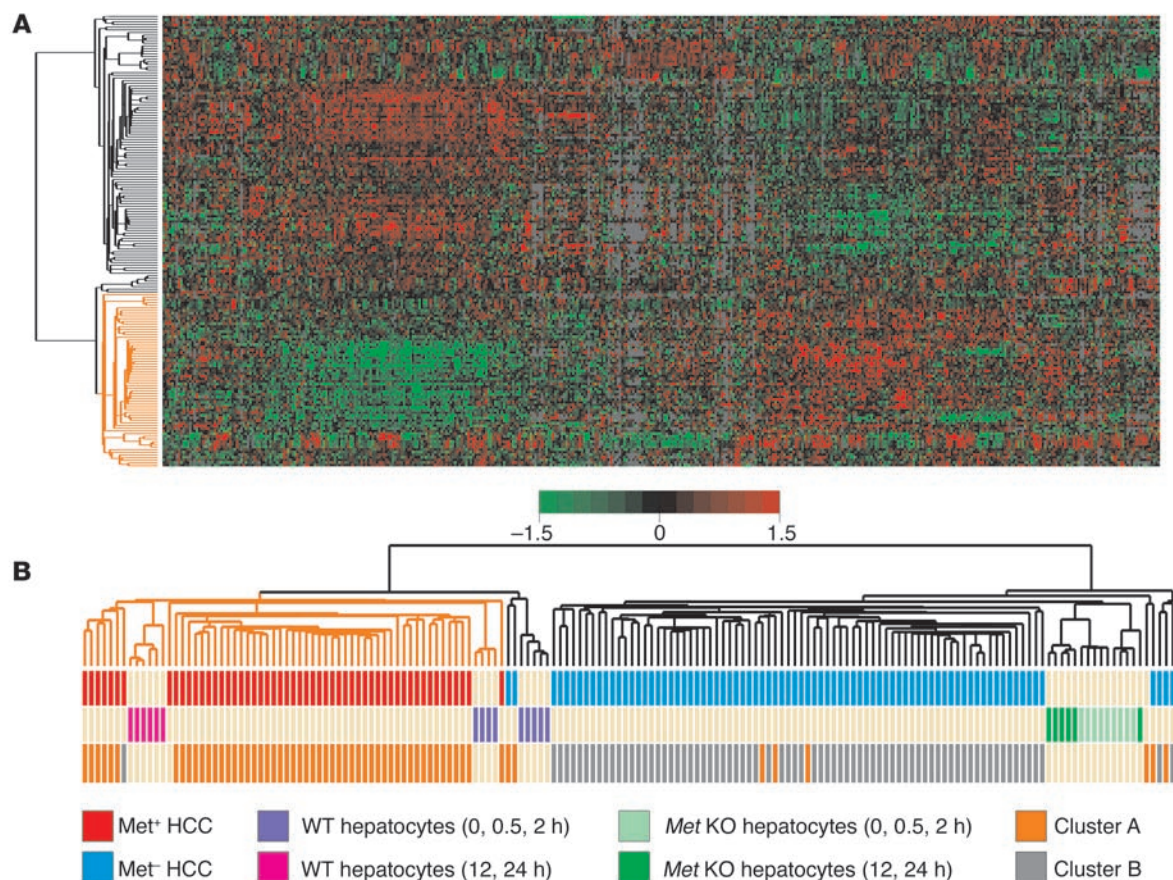 A
−1.5 0 1.5
B
Met⁺ HCC WT hepatocytes (0, 0.5, 2 h) Met KO hepatocytes (0, 0.5, 2 h) Cluster A
Met⁻ HCC WT hepatocytes (12, 24 h) Met KO hepatocytes (12, 24 h) Cluster B